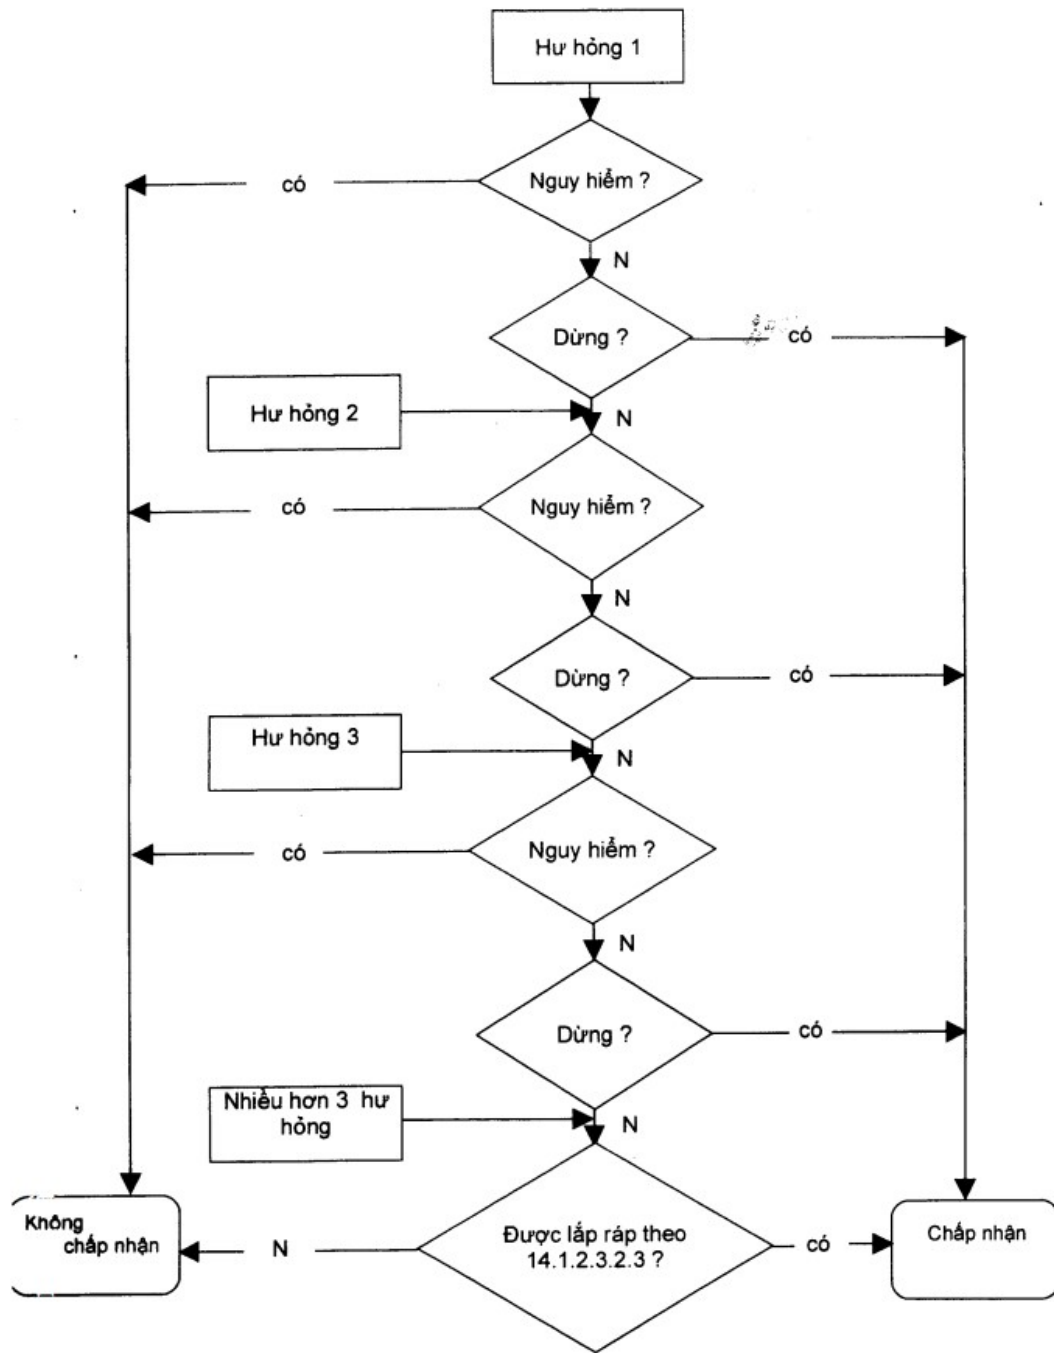 Hư hỏng 1
Nguy hiểm ?
có
N
Dừng ?
có
Hư hỏng 2
N
Nguy hiểm ?
có
N
Dừng ?
có
Hư hỏng 3
N
Nguy hiểm ?
có
N
Dừng ?
có
Nhiều hơn 3 hư
hỏng
N
Không
chấp nhận
N
Được lắp ráp theo
14.1.2.3.2.3 ?
có
Chấp nhận